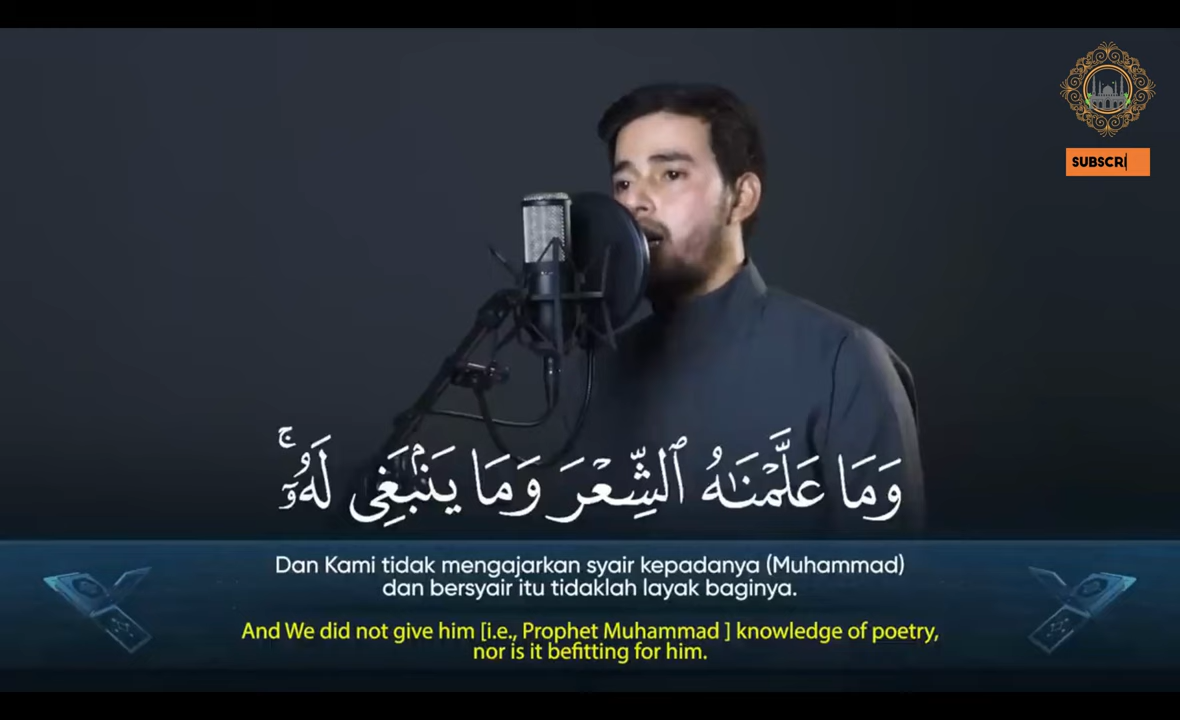 SUBSCRI
وَمَا عَلَّمْنَـٰهُ ٱلشِّعْرَ وَمَا يَنۢبَغِى لَهُۥٓ ۚ
Dan Kami tidak mengajarkan syair kepadanya (Muhammad)
dan bersyair itu tidaklah layak baginya.
And We did not give him [i.e., Prophet Muhammad ] knowledge of poetry,
nor is it befitting for him.